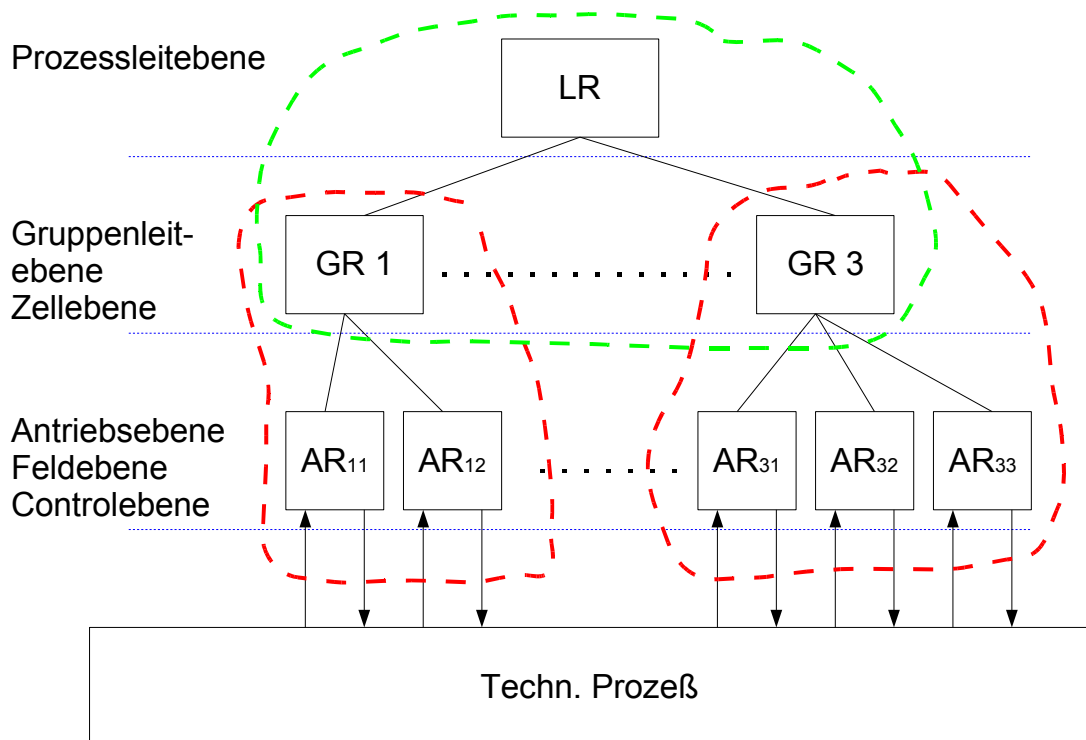 Prozessleitebene
LR
Gruppenleit-
ebene
Zellebene
GR 1
GR 3
Antriebsebene
Feldebene
Controlebene
AR11
AR12
AR31
AR32
AR33
Techn. Prozeß